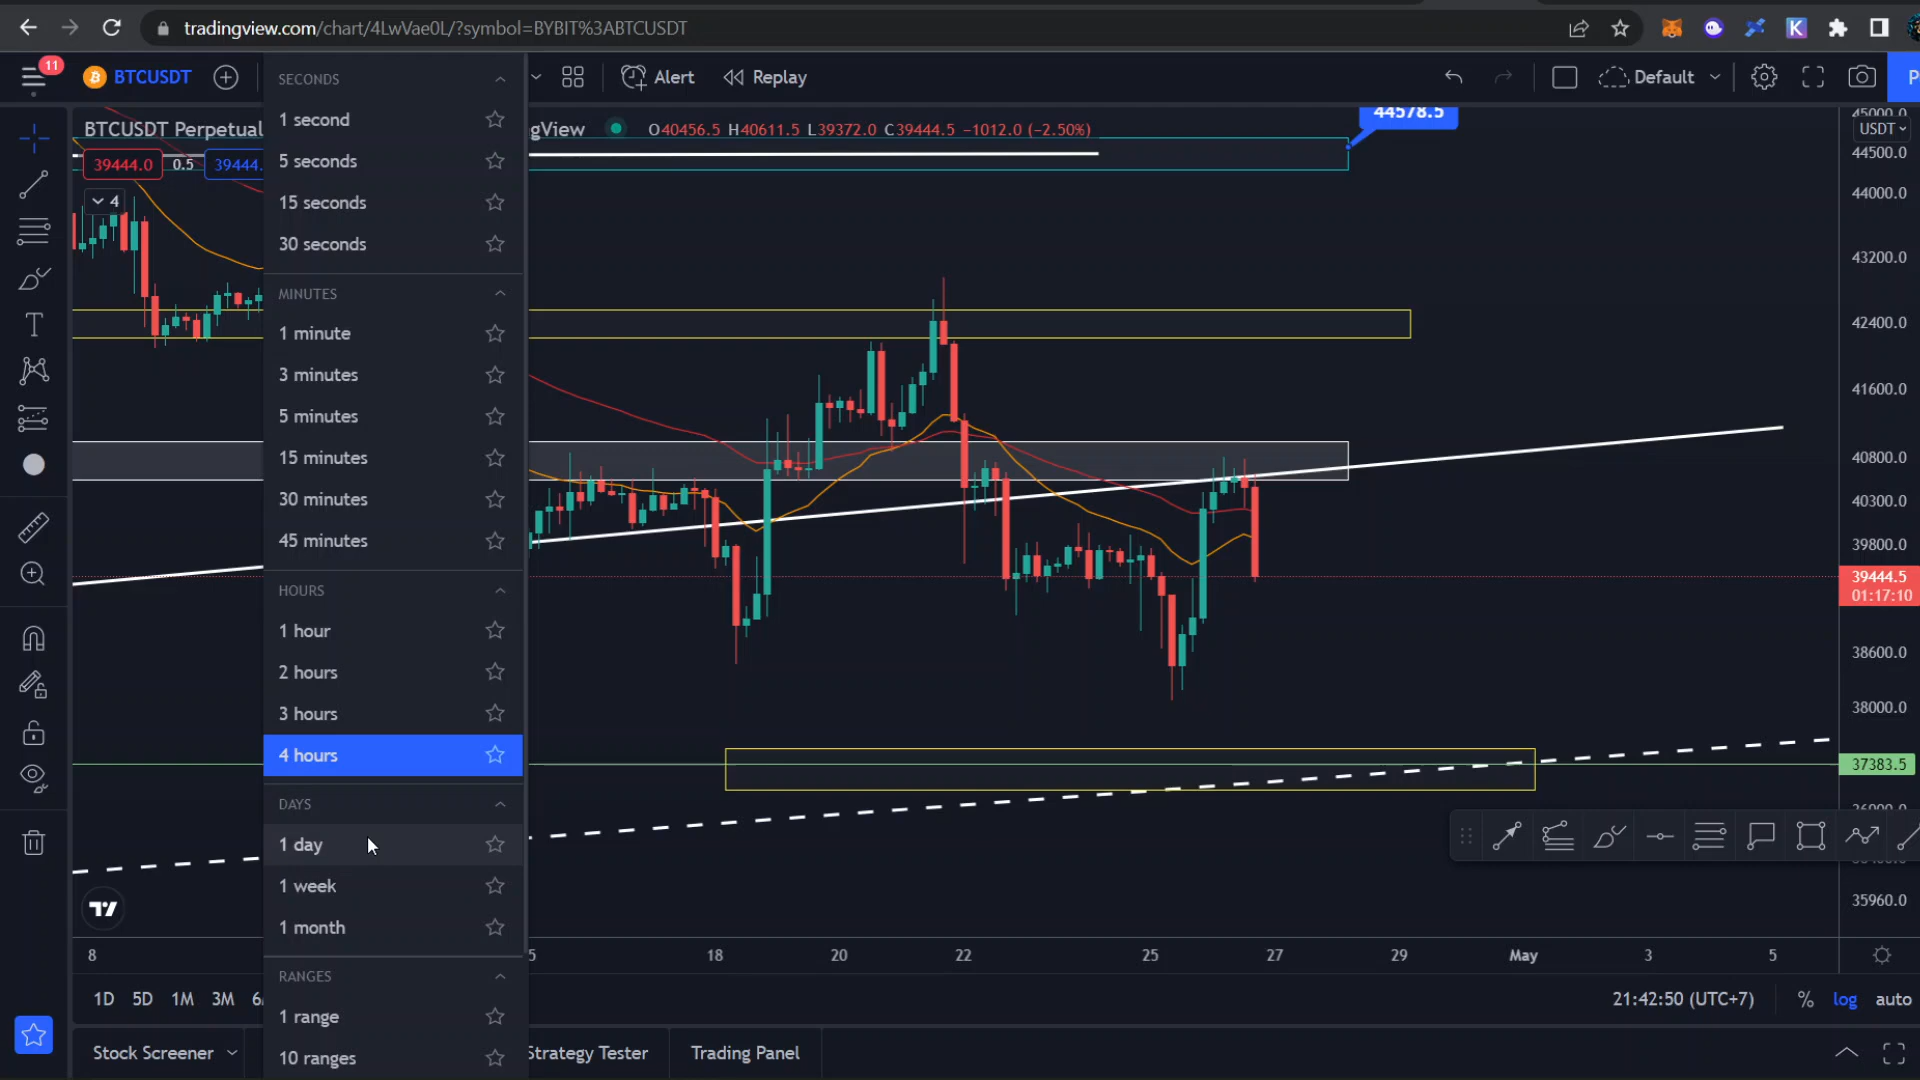 tradingview.com/chart/4LwVae0L/?symbol=BYBIT%3ABTCUSDT
K
11
BTCUSDT
Alert
Replay
Default
P
BTCUSDT Perpetual
gView
O40456.5 H40611.5 L39372.0 C39444.5 −1012.0 (−2.50%)
39444.0
0.5
39444.
4
SECONDS
1 second
5 seconds
15 seconds
30 seconds
MINUTES
1 minute
3 minutes
5 minutes
15 minutes
30 minutes
45 minutes
HOURS
1 hour
2 hours
3 hours
4 hours
DAYS
1 day
1 week
1 month
RANGES
1 range
10 ranges
44578.5
45000.0
USDT
44500.0
44000.0
43200.0
42400.0
41600.0
40800.0
40300.0
39800.0
39444.5
01:17:10
38600.0
38000.0
37383.5
35960.0
8
5
18
20
22
25
27
29
May
3
5
1D 5D 1M 3M 6
21:42:50 (UTC+7)
% log auto
Stock Screener
Strategy Tester
Trading Panel